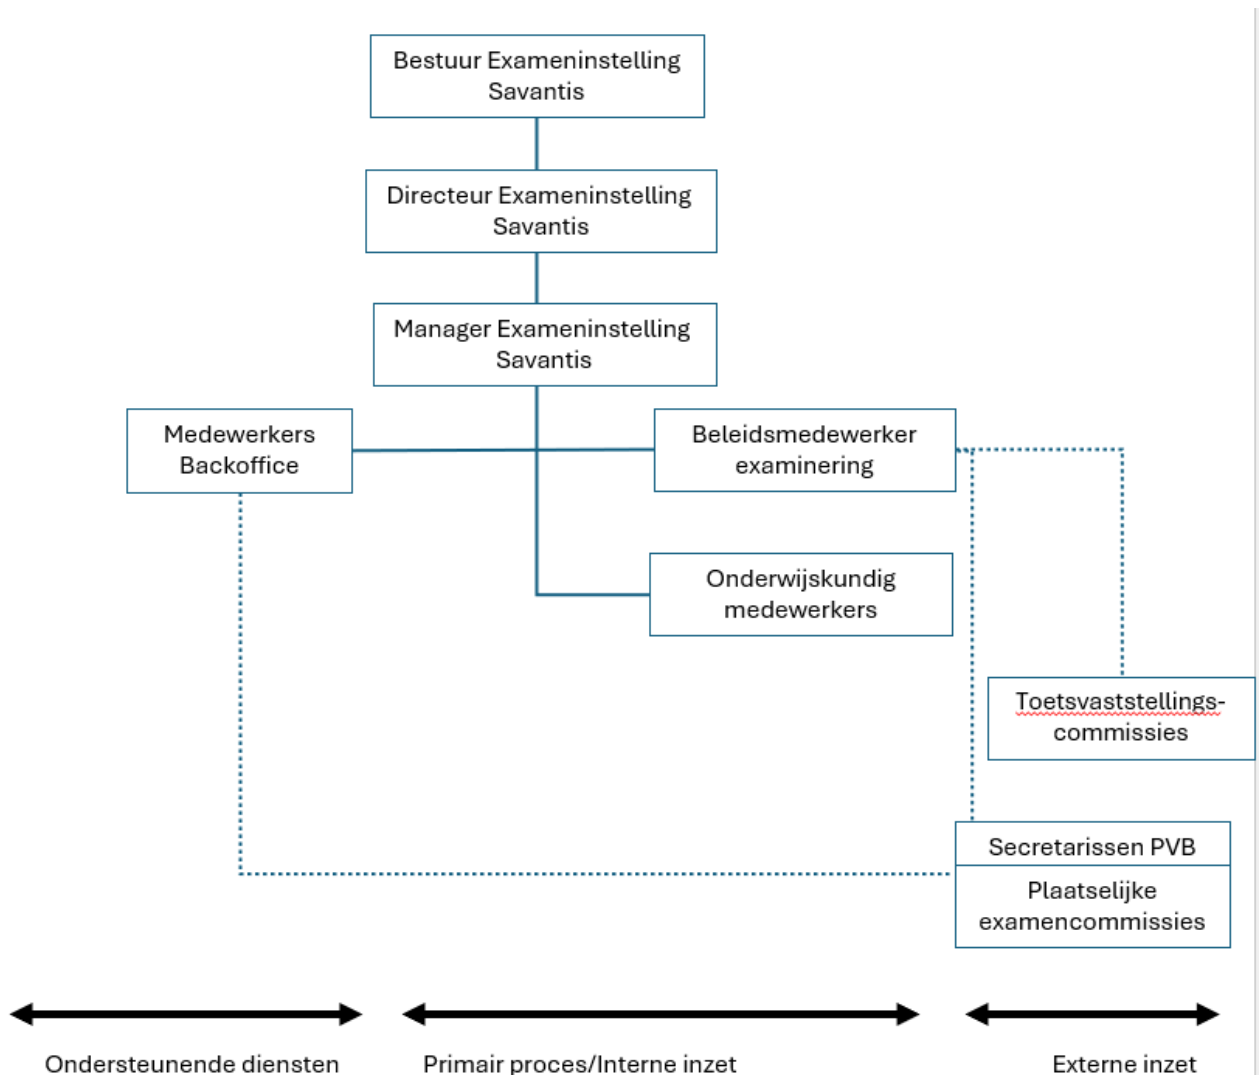 Bestuur Exameninstelling
Savantis
Directeur Exameninstelling
Savantis
Manager Exameninstelling
Savantis
Medewerkers
Backoffice
Beleidsmedewerker
examinering
Onderwijskundig
medewerkers
Toetsvaststellings-
commissies
Secretarissen PVB
Plaatselijke
examencommissies
Ondersteunende diensten
Primair proces/Interne inzet
Externe inzet